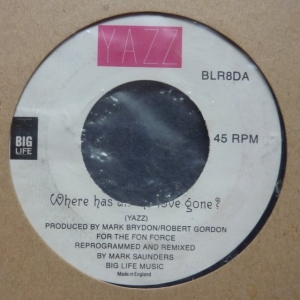 YAZZ
BLR8DA
BIG
LIFE
45 RPM
Where has love gone?
(YAZZ)
PRODUCED BY MARK BRYDON/ROBERT GORDON
FOR THE FON FORCE
REPROGRAMMED AND REMIXED
BY MARK SAUNDERS
BIG LIFE MUSIC
Made in England